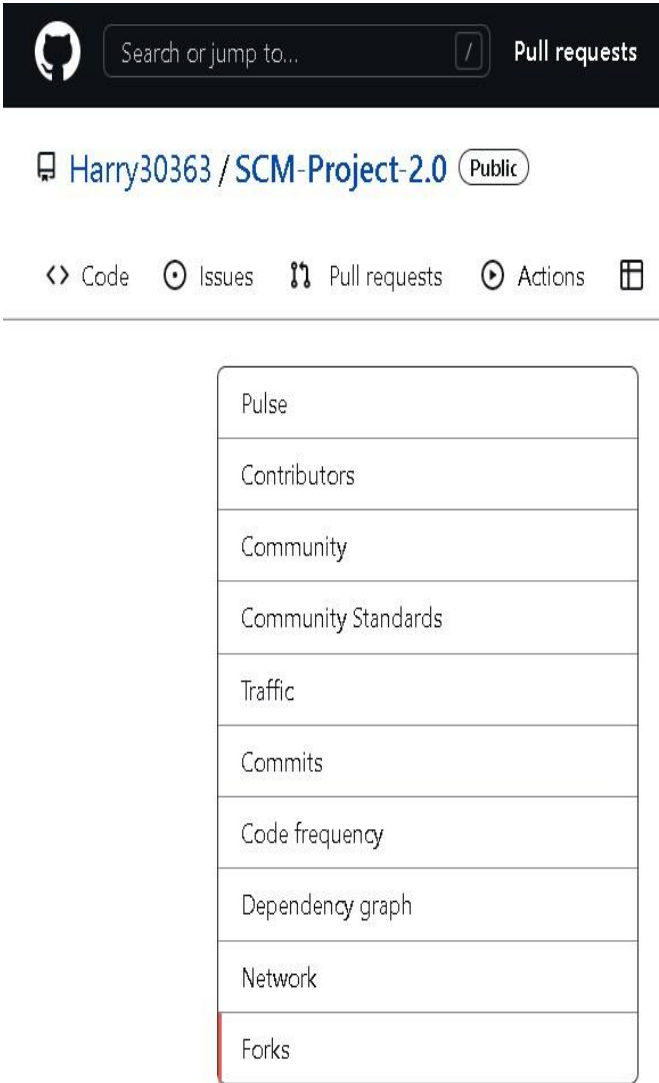 Search or jump to... / Pull requests
Harry30363 / SCM-Project-2.0 Public
<> Code Issues Pull requests Actions
Pulse
Contributors
Community
Community Standards
Traffic
Commits
Code frequency
Dependency graph
Network
Forks